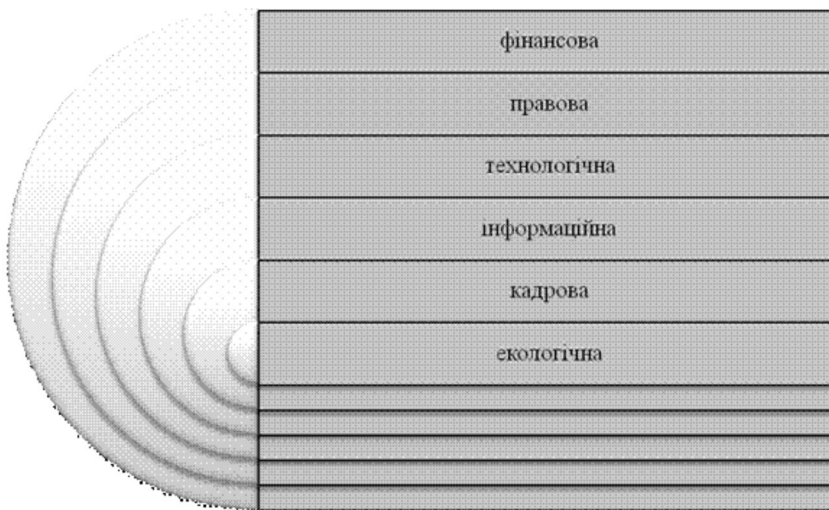 фінансова
правова
технологічна
інформаційна
кадрова
екологічна